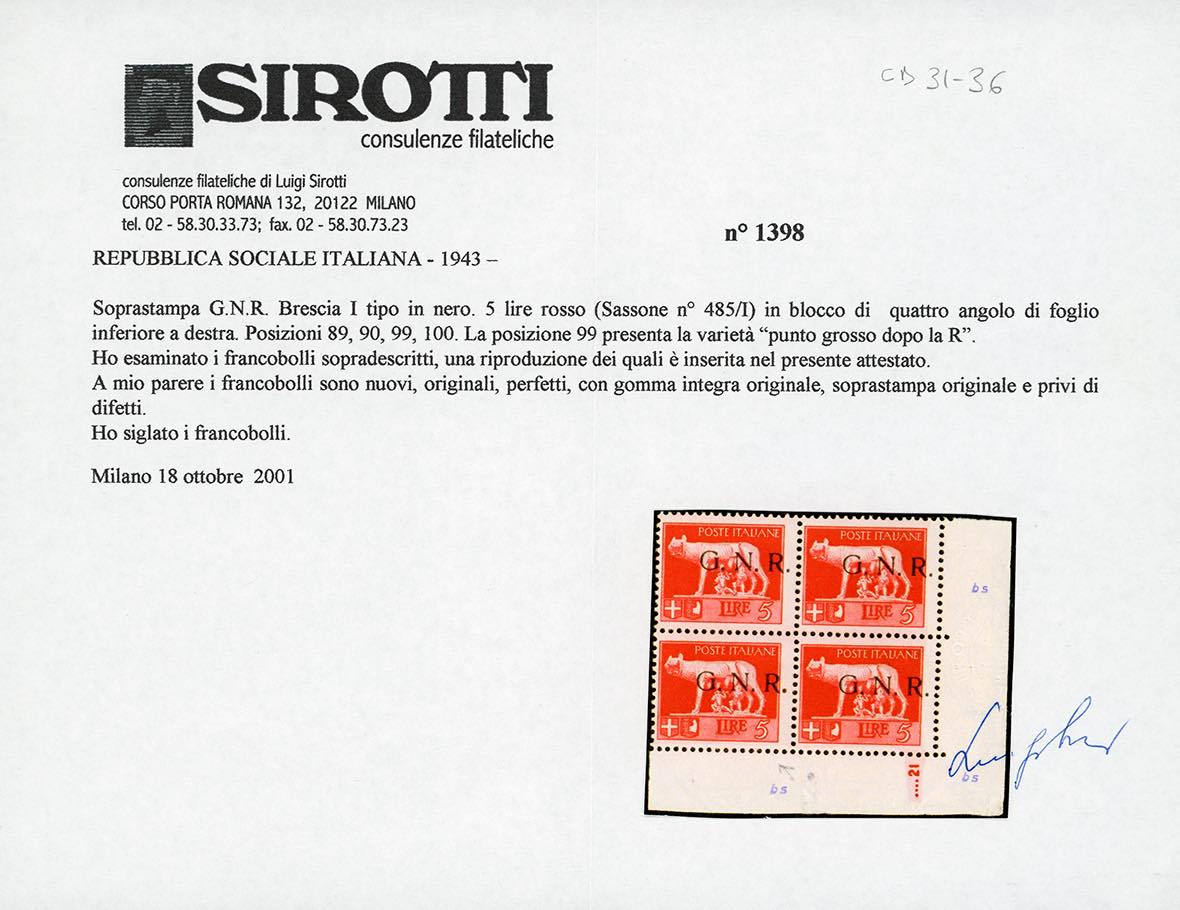 SIROTTI
CB 31-36
consulenze filateliche
consulenze filateliche di Luigi Sirotti
CORSO PORTA ROMANA 132, 20122 MILANO
tel. 02 - 58.30.33.73; fax. 02 - 58.30.73.23
n° 1398
REPUBBLICA SOCIALE ITALIANA - 1943 –
Soprastampa G.N.R. Brescia I tipo in nero. 5 lire rosso (Sassone n° 485/I) in blocco di quattro angolo di foglio
inferiore a destra. Posizioni 89, 90, 99, 100. La posizione 99 presenta la varietà “punto grosso dopo la R”.
Ho esaminato i francobolli sopradescritti, una riproduzione dei quali è inserita nel presente attestato.
A mio parere i francobolli sono nuovi, originali, perfetti, con gomma integra originale, soprastampa originale e privi di
difetti.
Ho siglato i francobolli.
Milano 18 ottobre 2001
POSTE ITALIANE POSTE ITALIANE
G. N. R. G. N. R.
bs
LIRE 5 LIRE 5
POSTE ITALIANE POSTE ITALIANE
G. N. R. G. N. R.
LIRE 5 LIRE 5
....21
bs
bs